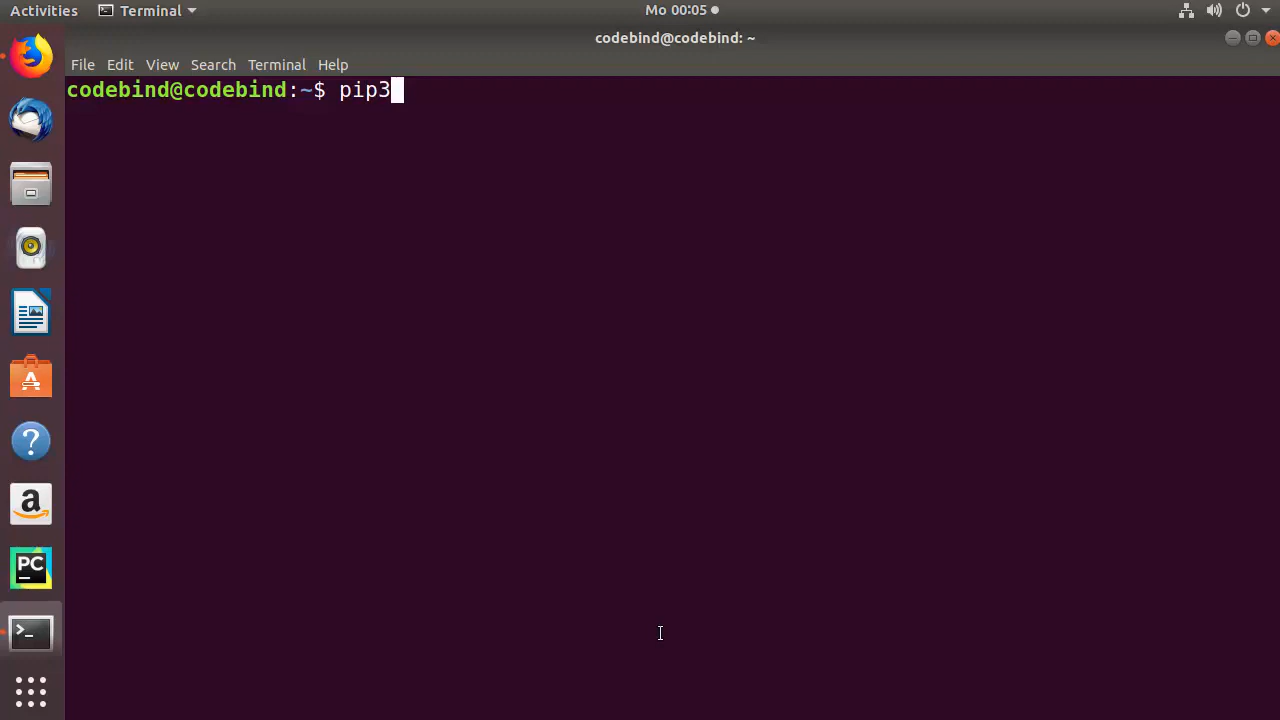 Activities Terminal Mo 00:05
codebind@codebind: ~
File Edit View Search Terminal Help
codebind@codebind:~$ pip3
A
?
a
PC
>_